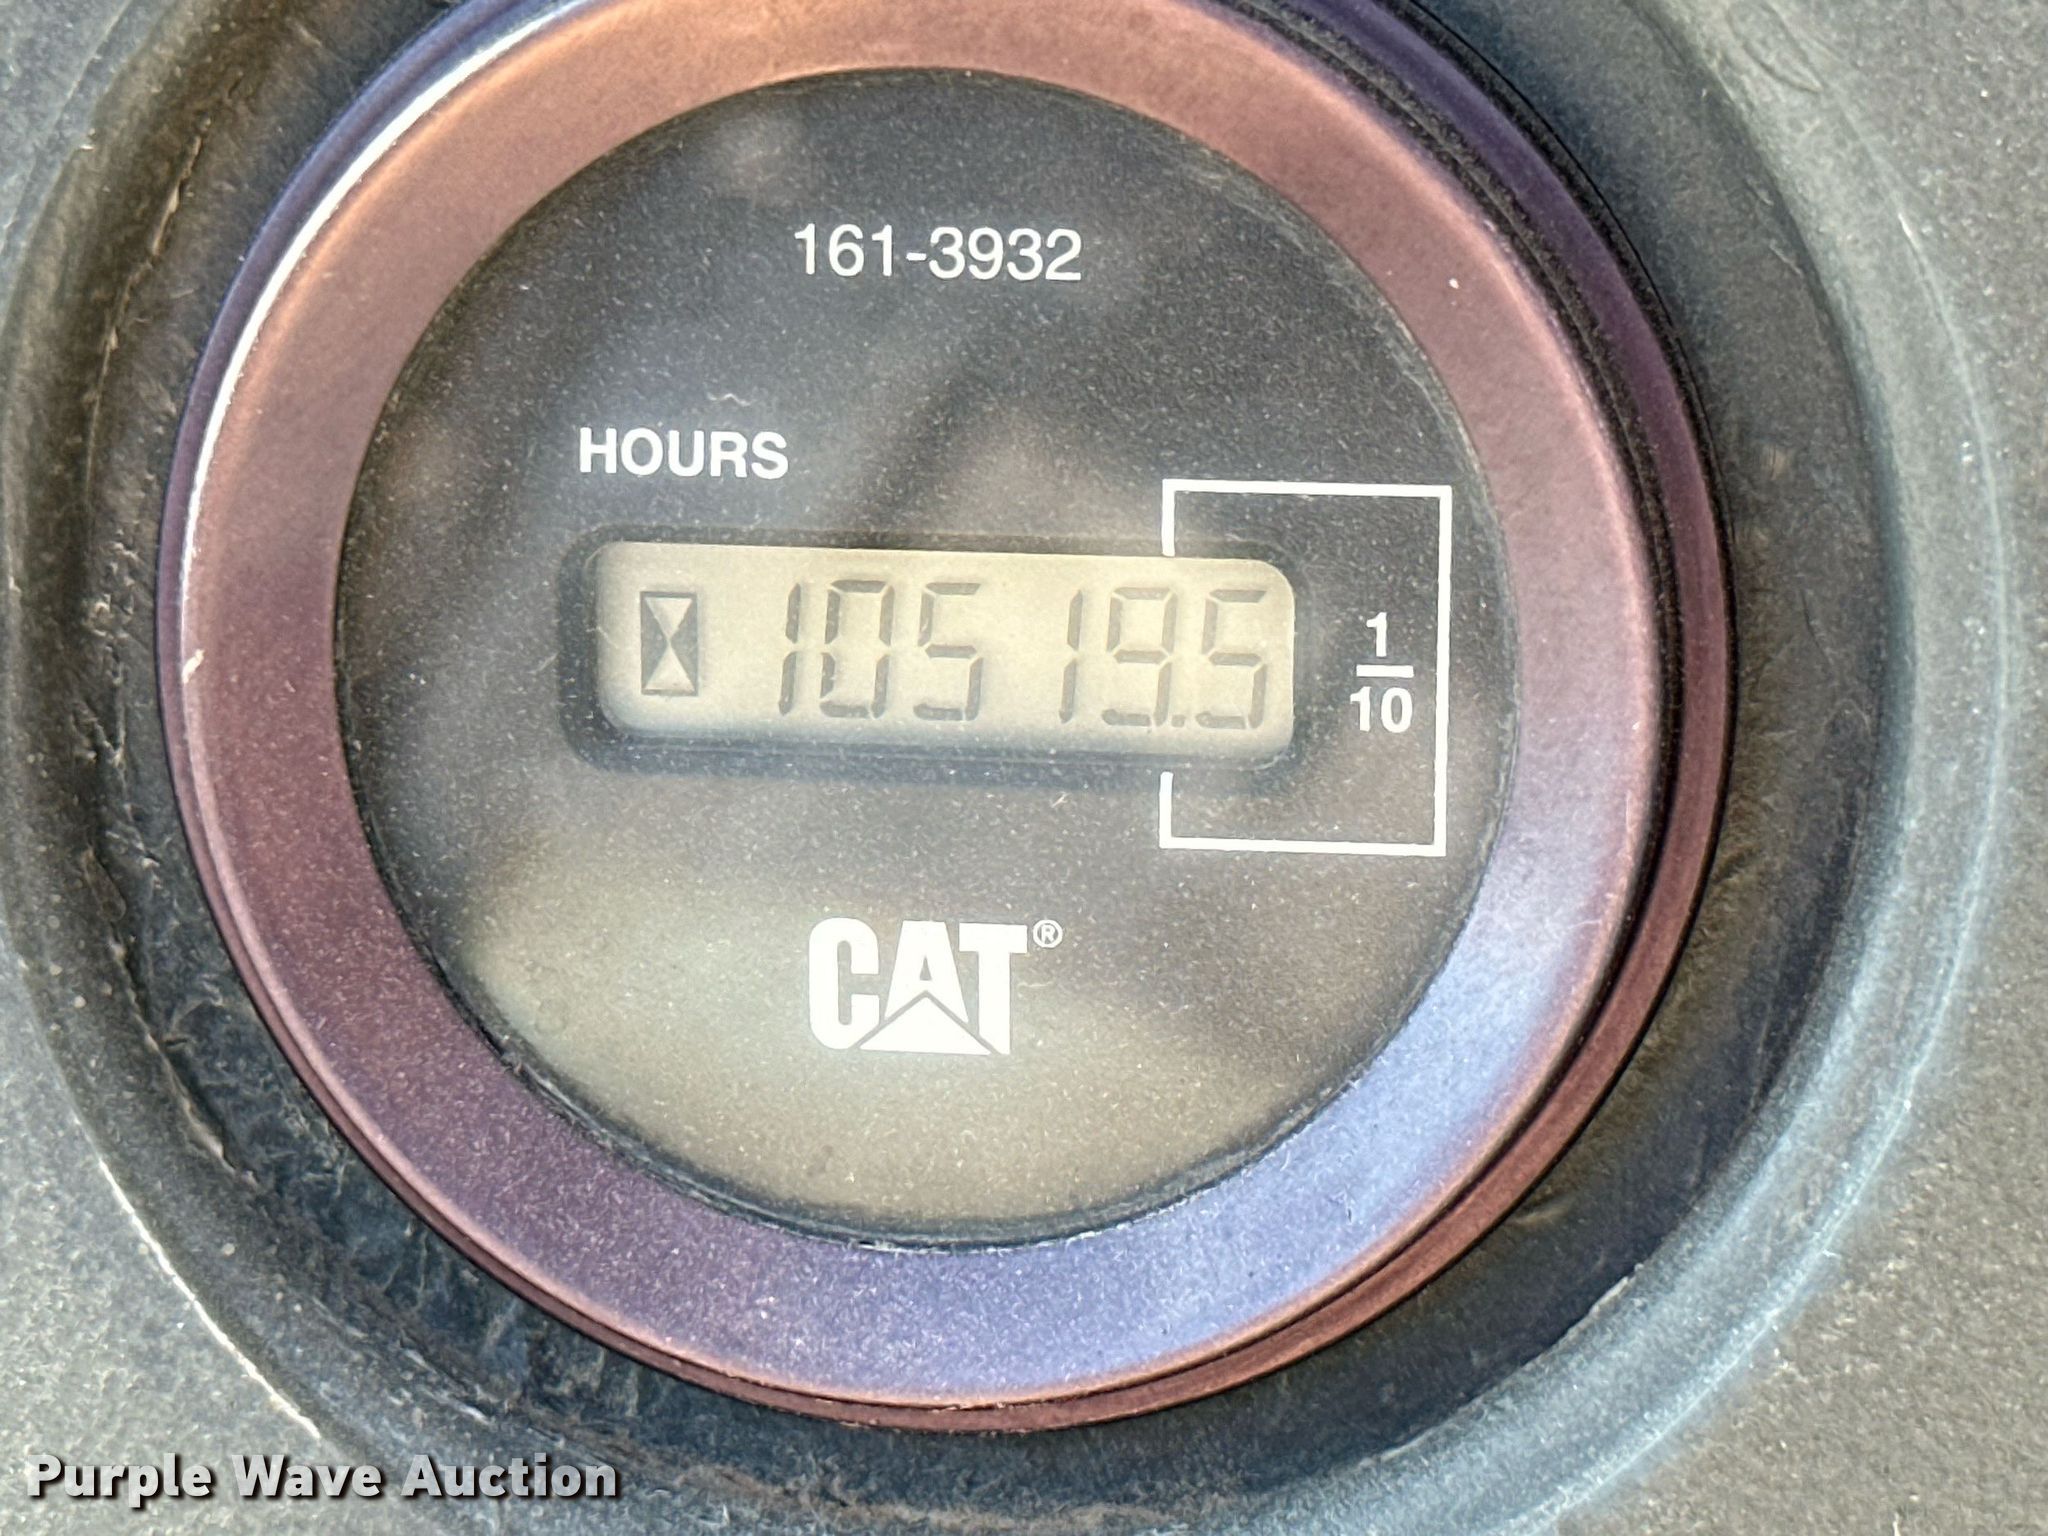 161-3932
HOURS
10519.5
1
10
CAT®
Purple Wave Auction